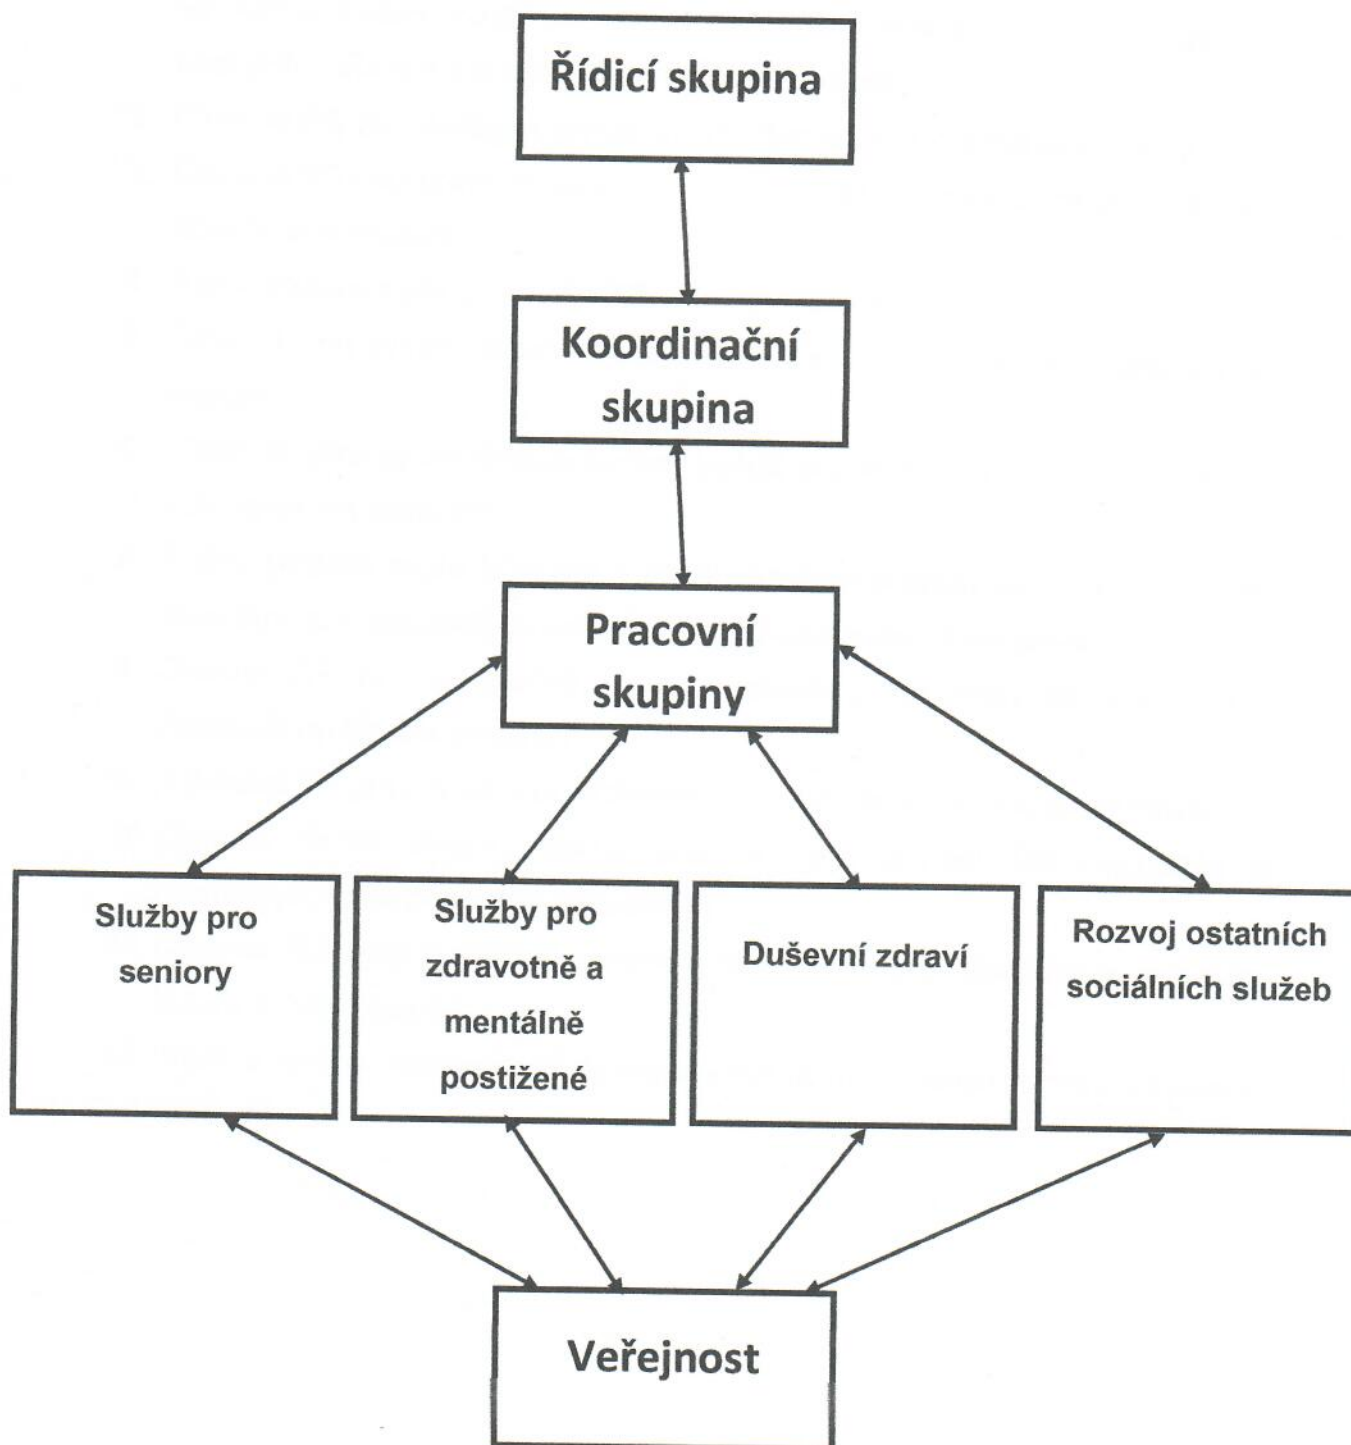 Řídicí skupina
Koordinační
skupina
Pracovní
skupiny
Služby pro
seniory
Služby pro
zdravotně a
mentálně
postižené
Duševní zdraví
Rozvoj ostatních
sociálních služeb
Veřejnost